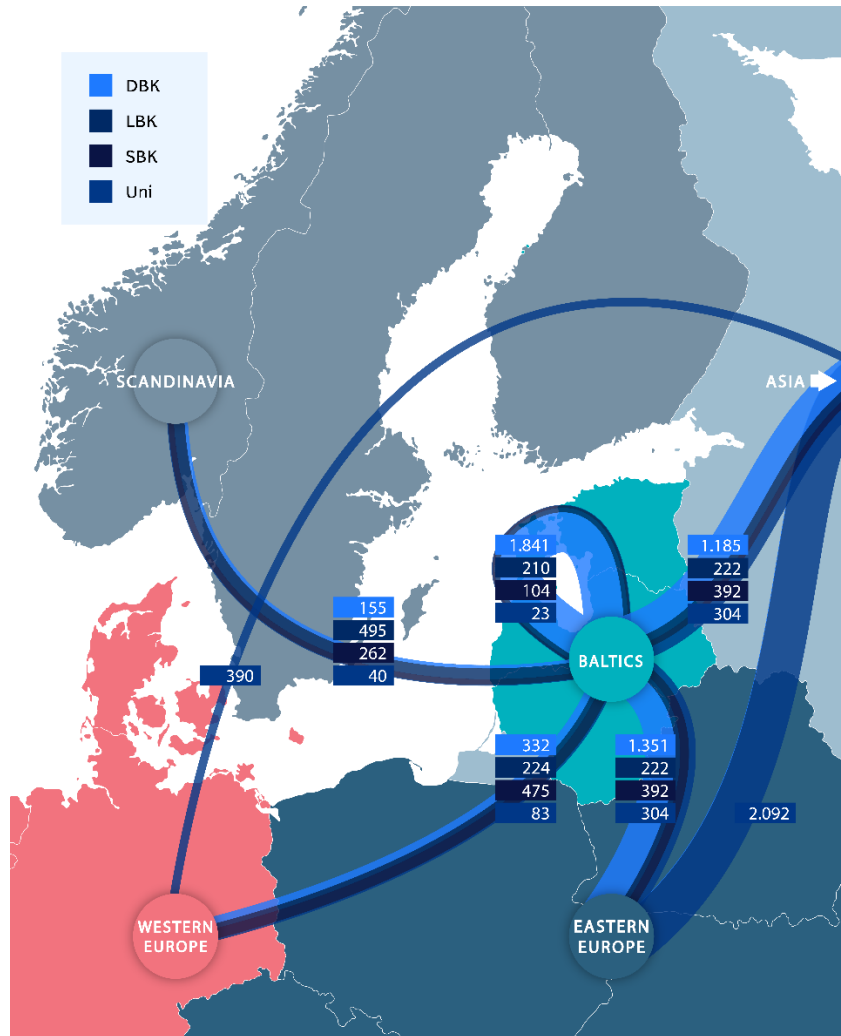 DBK
LBK
SBK
Uni
SCANDINAVIA
ASIA
1.841
210
104
23
1.185
222
392
304
155
495
262
40
390
BALTICS
332
224
475
83
1.351
222
392
304
2.092
WESTERN
EUROPE
EASTERN
EUROPE